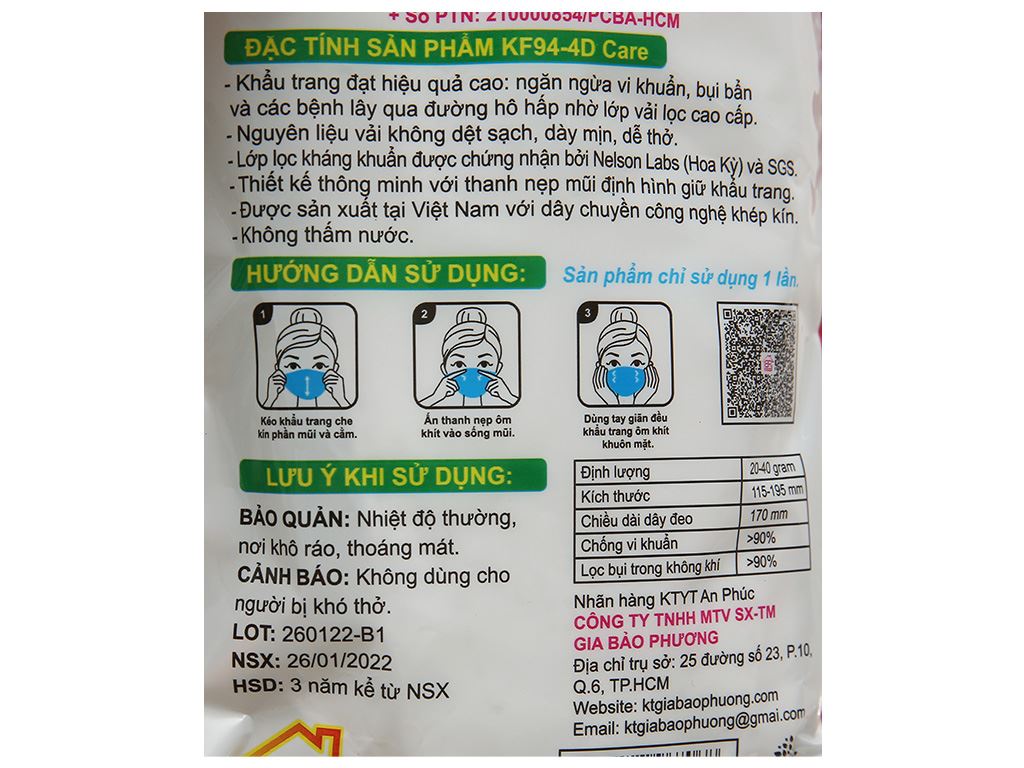 + Số PTN: 210000854/PCBA-HCM
ĐẶC TÍNH SẢN PHẨM KF94-4D Care
- Khẩu trang đạt hiệu quả cao: ngăn ngừa vi khuẩn, bụi bẩn
và các bệnh lây qua đường hô hấp nhờ lớp vải lọc cao cấp.
- Nguyên liệu vải không dệt sạch, dày mịn, dễ thở.
- Lớp lọc kháng khuẩn được chứng nhận bởi Nelson Labs (Hoa Kỳ) và SGS.
- Thiết kế thông minh với thanh nẹp mũi định hình giữ khẩu trang.
- Được sản xuất tại Việt Nam với dây chuyền công nghệ khép kín.
- Không thấm nước.
HƯỚNG DẪN SỬ DỤNG: Sản phẩm chỉ sử dụng 1 lần.
1
Kéo khẩu trang che
kín phần mũi và cằm.
2
Ấn thanh nẹp ôm
khít vào sống mũi.
3
Dùng tay giãn đều
khẩu trang ôm khít
khuôn mặt.
LƯU Ý KHI SỬ DỤNG:
BẢO QUẢN: Nhiệt độ thường,
nơi khô ráo, thoáng mát.
CẢNH BÁO: Không dùng cho
người bị khó thở.
LOT: 260122-B1
NSX: 26/01/2022
HSD: 3 năm kể từ NSX
Định lượng 20-40 gram
Kích thước 115-195 mm
Chiều dài dây đeo 170 mm
Chống vi khuẩn >90%
Lọc bụi trong không khí >90%
Nhãn hàng KTYT An Phúc
CÔNG TY TNHH MTV SX-TM
GIA BẢO PHƯƠNG
Địa chỉ trụ sở: 25 đường số 23, P.10,
Q.6, TP.HCM
Website: ktgiabaophuong.com
Email: ktgiabaophuong@gmai.com